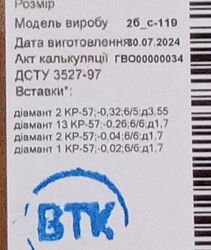 Розмір
Модель виробу 2б_с-119
Дата виготовлення 30.07.2024
Акт калькуляції ГВО00000034
ДСТУ 3527-97
Вставки*;
діамант 2 КР-57;-0,32;6/5;д3,55
діамант 13 КР-57;-0,26;6/6;д1,7
діамант 2 КР-57;-0,04;6/6;д1,7
діамант 1 КР-57;-0,02;6/6;д1,7
ВТК